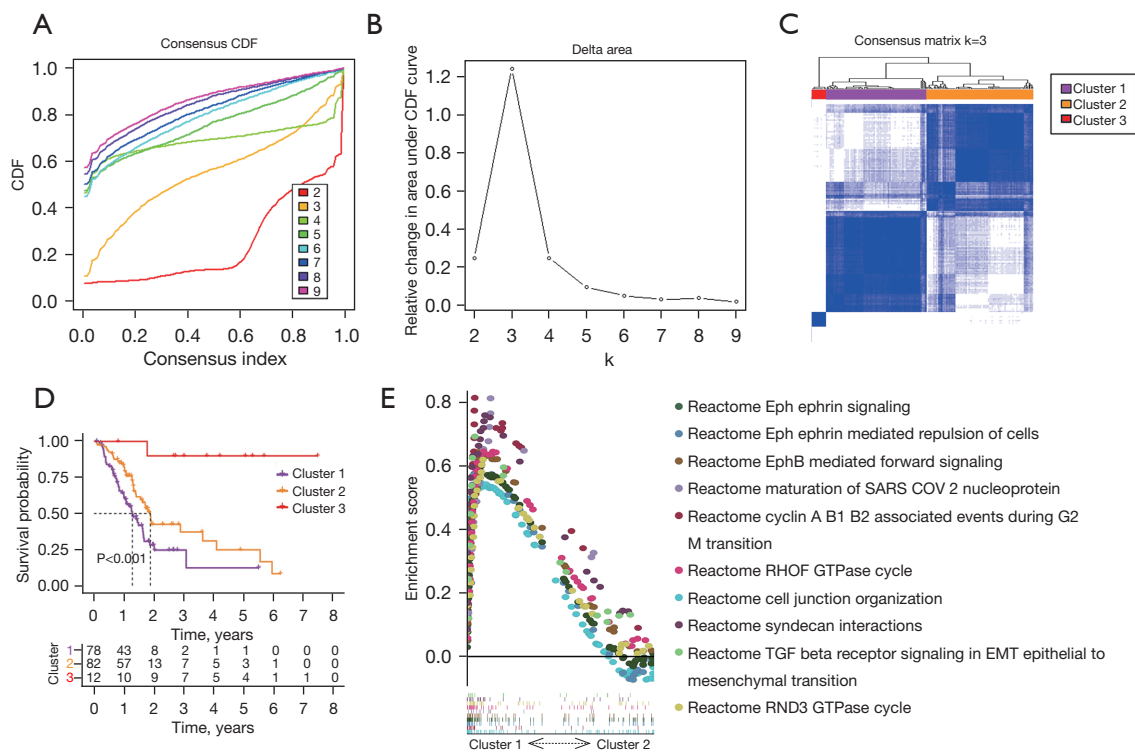 A
Consensus CDF
CDF
1.0
0.8
0.6
0.4
0.2
0.0
2
3
4
5
6
7
8
9
0.0 0.2 0.4 0.6 0.8 1.0
Consensus index
B
Delta area
Relative change in area under CDF curve
1.2
1.0
0.8
0.6
0.4
0.2
0.0
2 3 4 5 6 7 8 9
k
C
Consensus matrix k=3
Cluster 1
Cluster 2
Cluster 3
D
Survival probability
1.00
0.75
0.50
0.25
0.00
Cluster 1
Cluster 2
Cluster 3
P<0.001
0 1 2 3 4 5 6 7 8
Time, years
Cluster
1 78 43 8 2 1 1 0 0 0
2 82 57 13 7 5 3 1 0 0
3 12 10 9 7 5 4 1 1 0
0 1 2 3 4 5 6 7 8
Time, years
E
Enrichment score
0.8
0.6
0.4
0.2
0.0
Cluster 1 Cluster 2
Reactome Eph ephrin signaling
Reactome Eph ephrin mediated repulsion of cells
Reactome EphB mediated forward signaling
Reactome maturation of SARS COV 2 nucleoprotein
Reactome cyclin A B1 B2 associated events during G2
M transition
Reactome RHOF GTPase cycle
Reactome cell junction organization
Reactome syndecan interactions
Reactome TGF beta receptor signaling in EMT epithelial to
mesenchymal transition
Reactome RND3 GTPase cycle